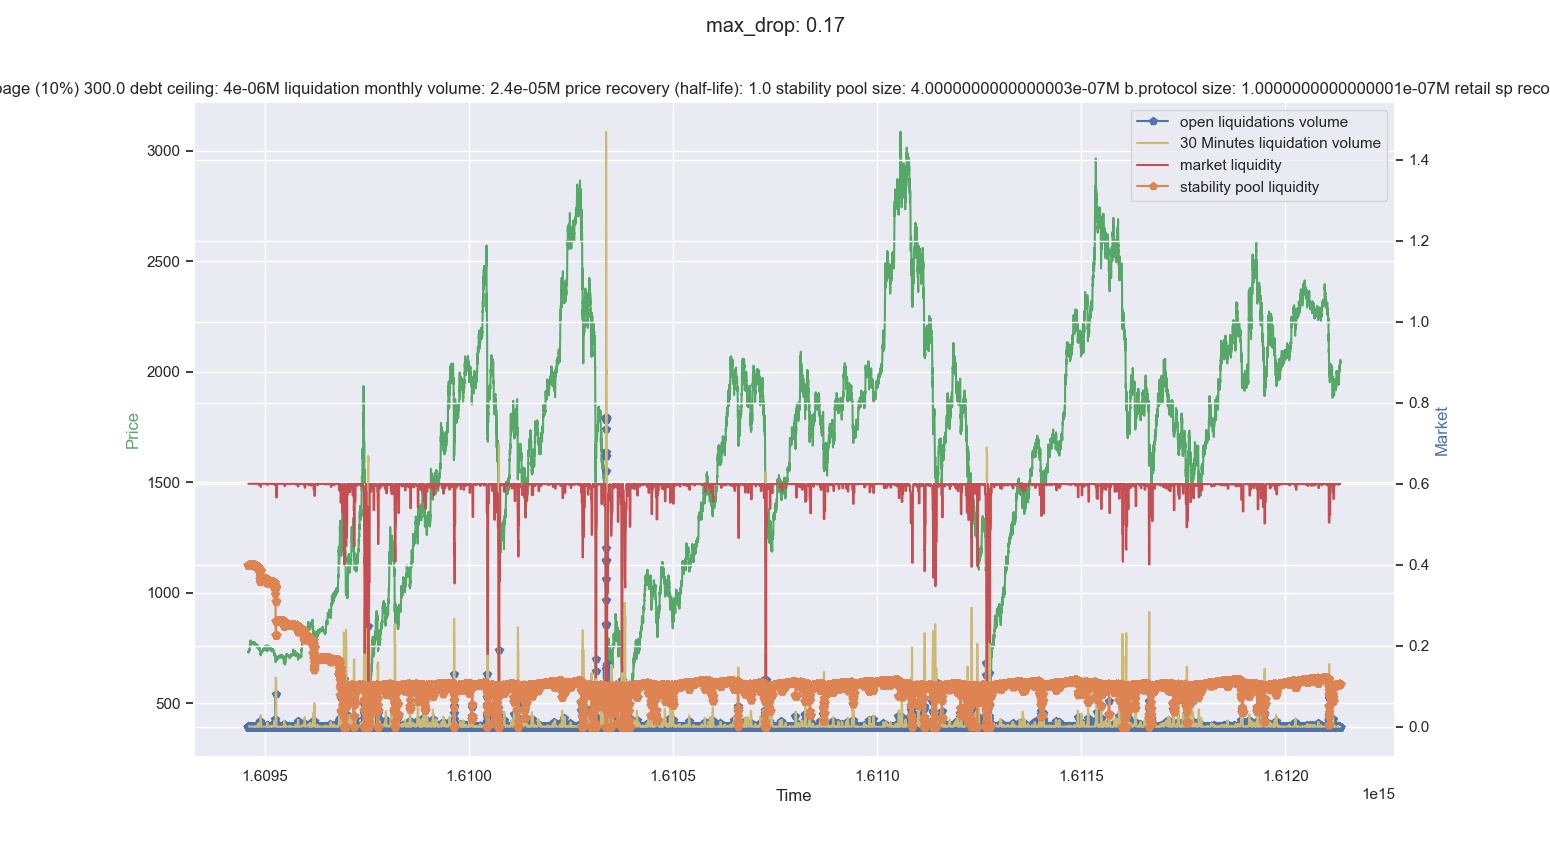 max_drop: 0.17
page (10%) 300.0 debt ceiling: 4e-06M liquidation monthly volume: 2.4e-05M price recovery (half-life): 1.0 stability pool size: 4.0000000000000003e-07M b.protocol size: 1.0000000000000001e-07M retail sp reco
open liquidations volume
30 Minutes liquidation volume
market liquidity
stability pool liquidity
3000
2500
2000
1500
1000
500
Price
1.4
1.2
1.0
0.8
0.6
0.4
0.2
0.0
Market
1.6095 1.6100 1.6105 1.6110 1.6115 1.6120
Time
1e15